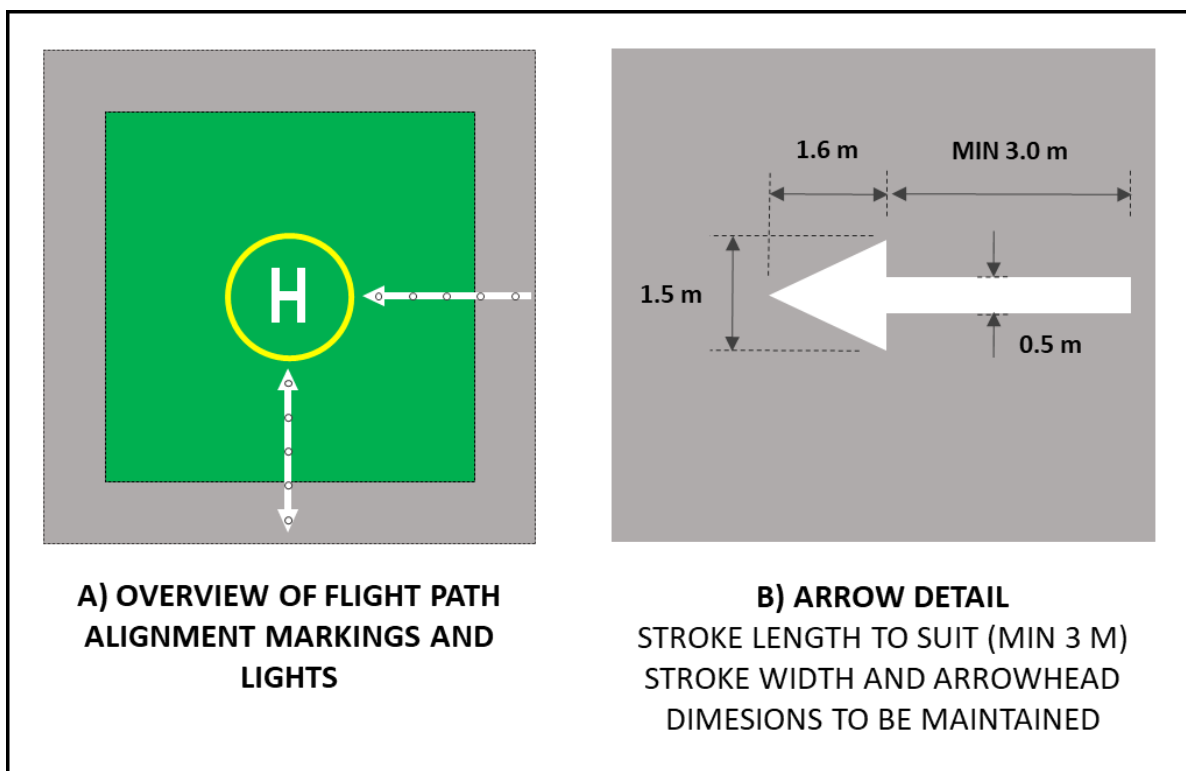 H
A) OVERVIEW OF FLIGHT PATH
ALIGNMENT MARKINGS AND
LIGHTS
1.6 m
MIN 3.0 m
1.5 m
0.5 m
B) ARROW DETAIL
STROKE LENGTH TO SUIT (MIN 3 M)
STROKE WIDTH AND ARROWHEAD
DIMESIONS TO BE MAINTAINED